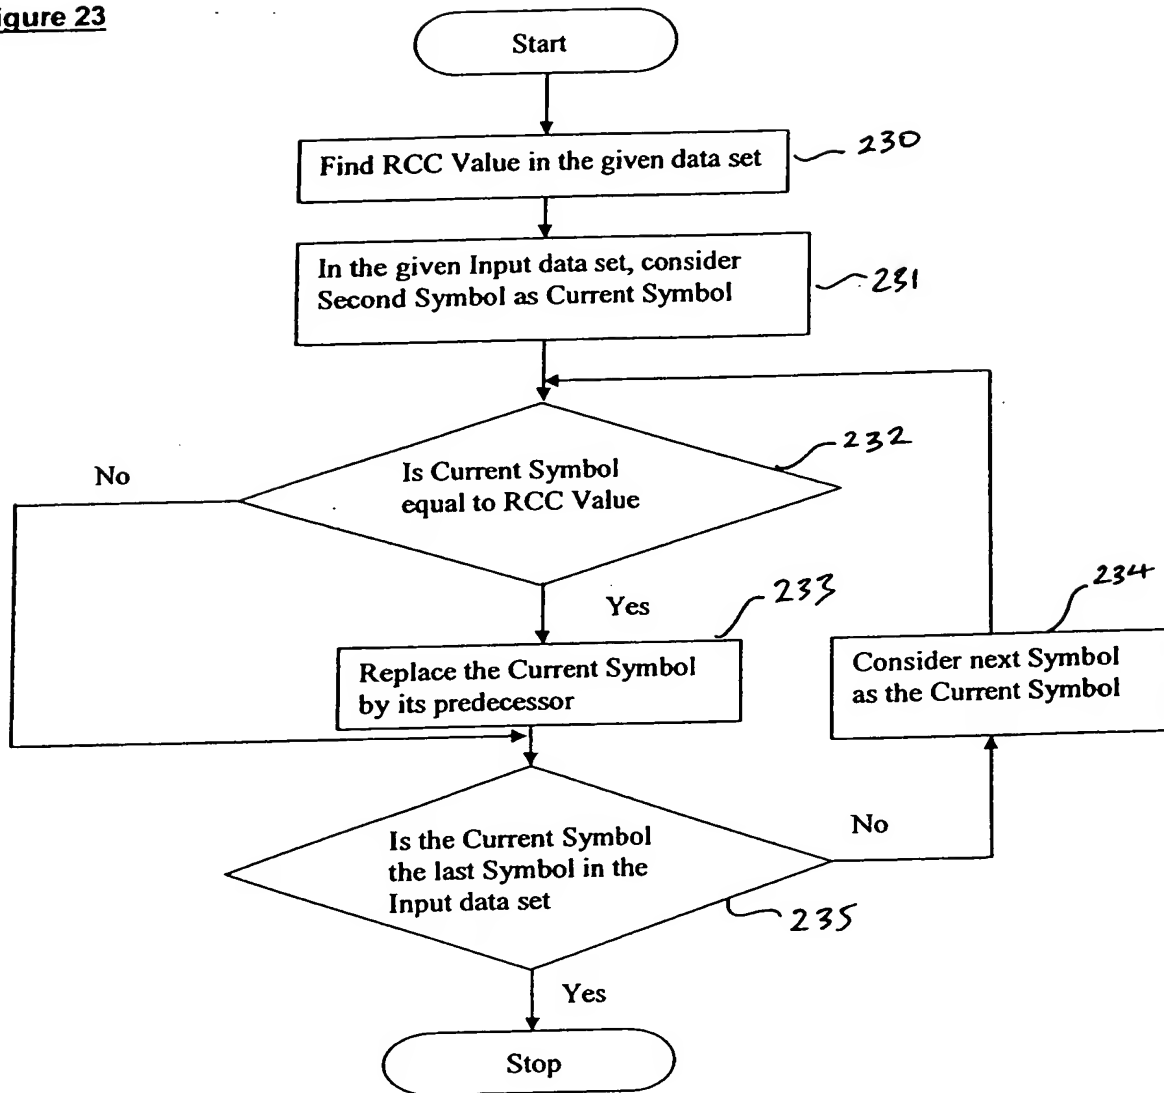 igure 23
Start
Find RCC Value in the given data set
230
In the given Input data set, consider
Second Symbol as Current Symbol
231
Is Current Symbol
equal to RCC Value
232
No
Yes
Replace the Current Symbol
by its predecessor
233
Consider next Symbol
as the Current Symbol
234
Is the Current Symbol
the last Symbol in the
Input data set
235
No
Yes
Stop